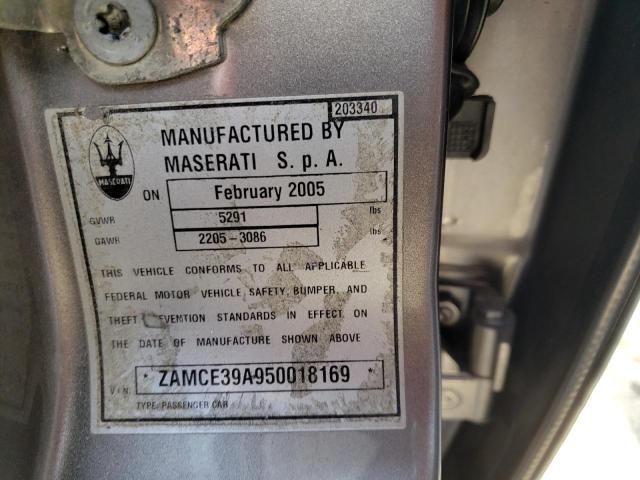 203340
MANUFACTURED BY
MASERATI S. p. A.
MASERATI
ON February 2005
GVWR 5291 lbs
GAWR 2205-3086 lbs
THIS VEHICLE CONFORMS TO ALL APPLICABLE
FEDERAL MOTOR VEHICLE SAFETY, BUMPER, AND
THEFT EVENTION STANDARDS IN EFFECT ON
THE DATE OF MANUFACTURE SHOWN ABOVE
V·I·N· * ZAMCE39A950018169 *
TYPE: PASSENGER CAR